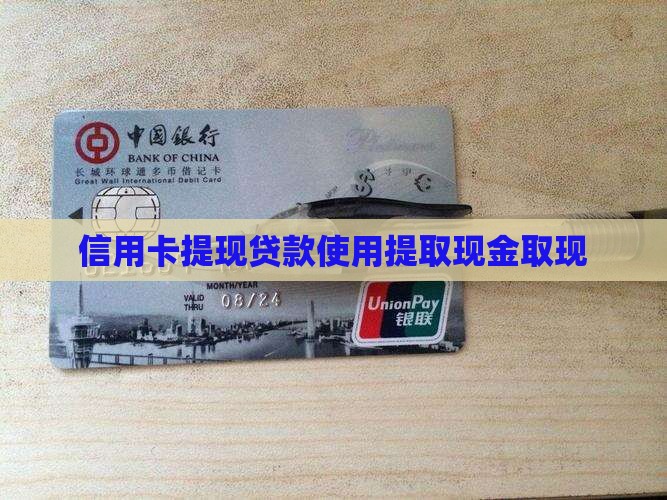 中国银行
BANK OF CHINA
长城环球通多币借记卡
Great Wall International Debit Card
Platinum
信用卡提现贷款使用提取现金取现
MONTH/YEAR
VALID THRU 08/24
UnionPay
银联